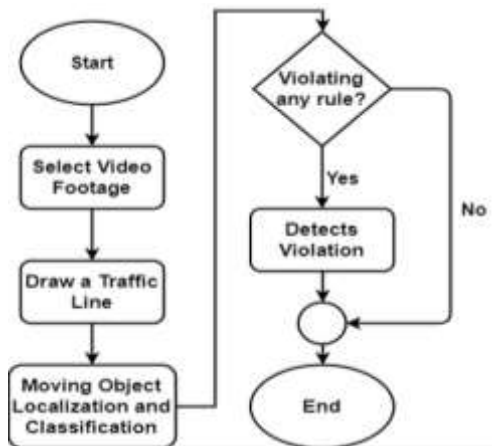 Start
Select Video
Footage
Draw a Traffic
Line
Moving Object
Localization and
Classification
Violating
any rule?
Yes
No
Detects
Violation
End